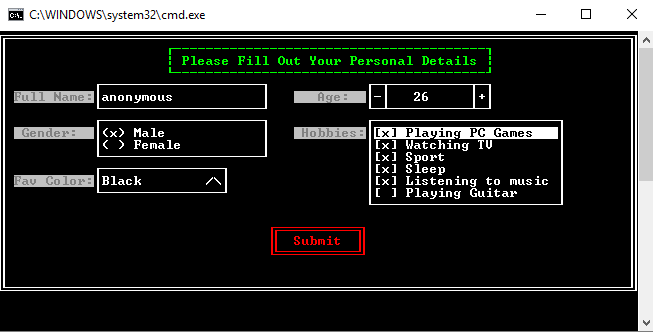 C:\WINDOWS\system32\cmd.exe
Please Fill Out Your Personal Details
Full Name: anonymous Age: - 26 +
Gender: (x) Male Hobbies: [x] Playing PC Games
( ) Female [x] Watching TV
[x] Sport
[x] Sleep
Fav Color: Black /\ [x] Listening to music
[ ] Playing Guitar
Submit